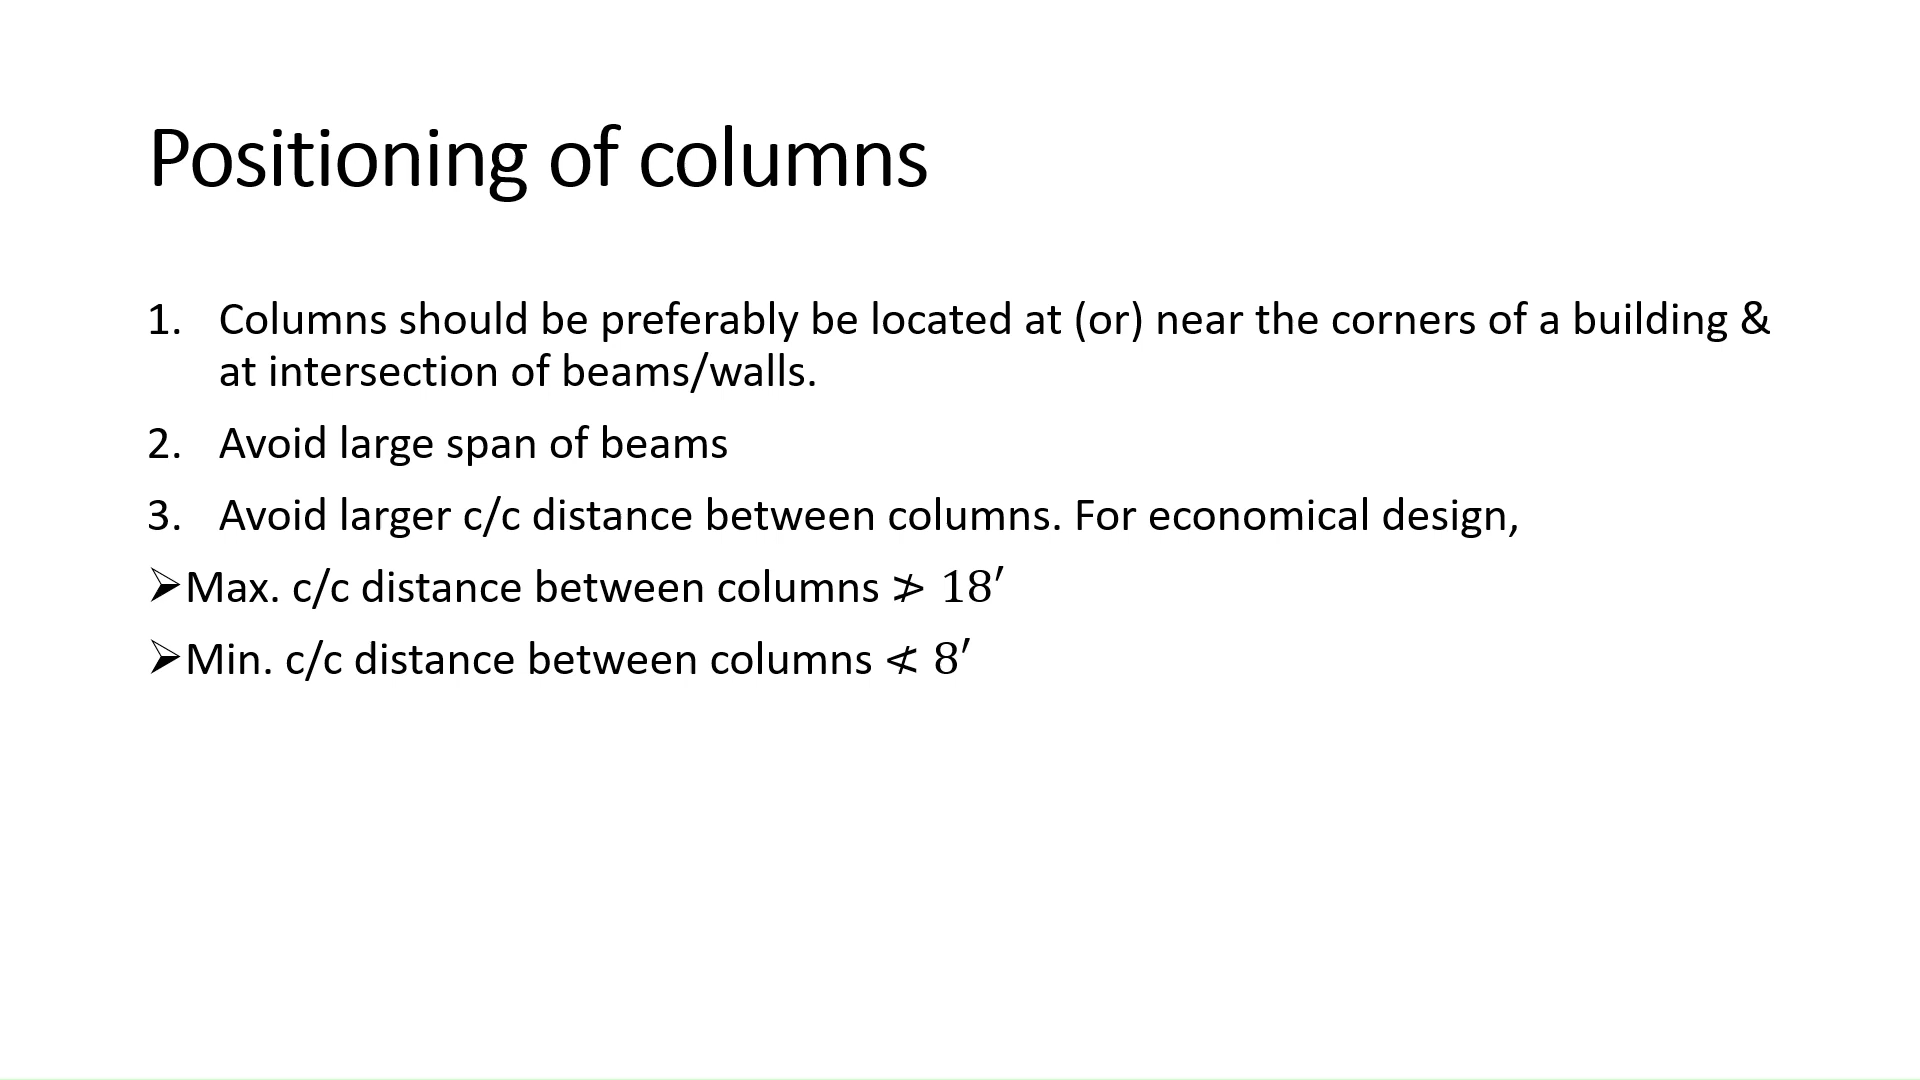 Positioning of columns
1. Columns should be preferably be located at (or) near the corners of a building &
at intersection of beams/walls.
2. Avoid large span of beams
3. Avoid larger c/c distance between columns. For economical design,
➢Max. c/c distance between columns ≯ 18′
➢Min. c/c distance between columns ≮ 8′